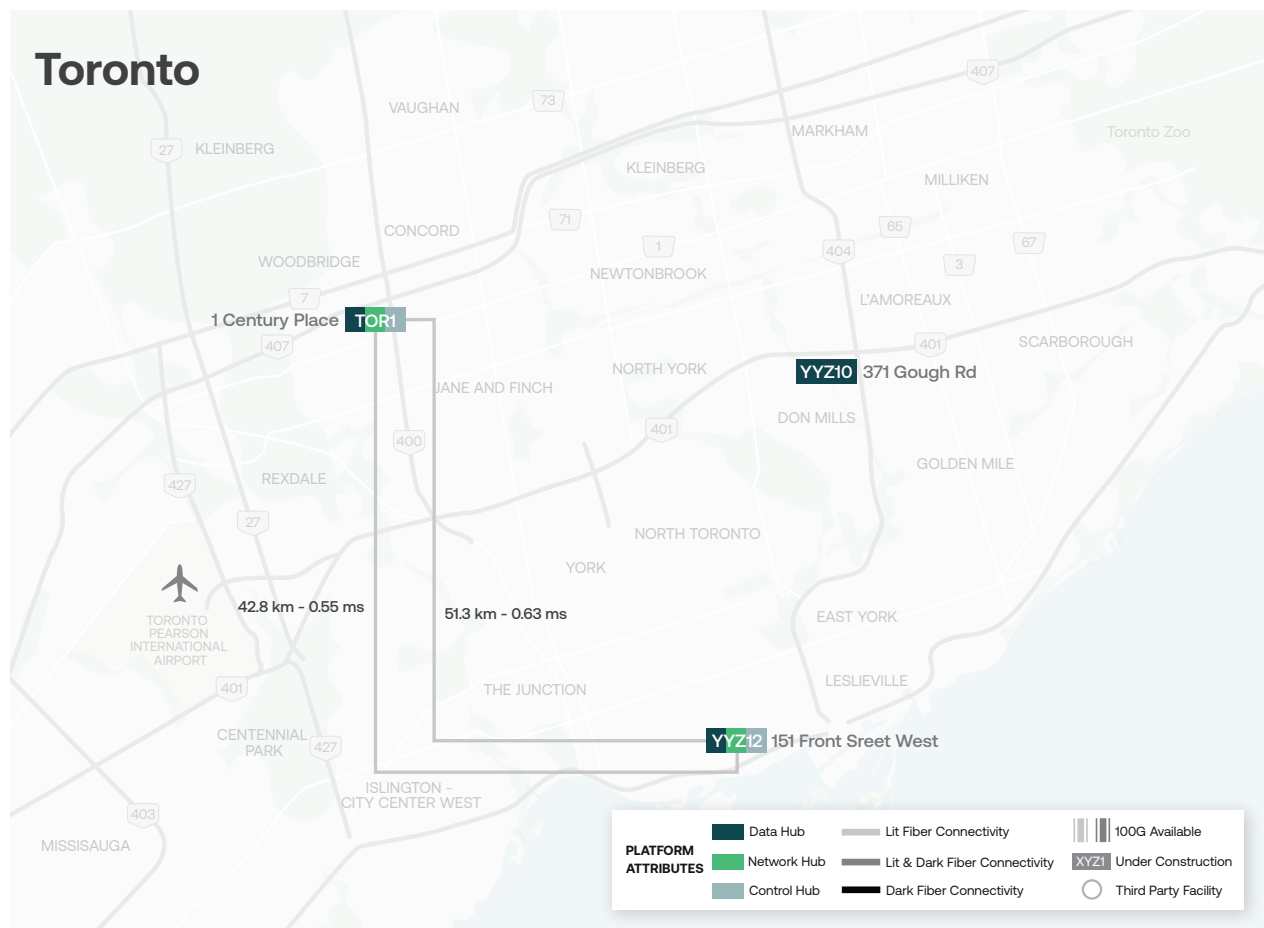 Toronto
407
73
VAUGHAN
MARKHAM
Toronto Zoo
27
KLEINBERG
KLEINBERG
MILLIKEN
71
65
CONCORD
67
1
404
WOODBRIDGE
3
NEWTONBROOK
7
L'AMOREAUX
1 Century Place
TOR1
407
401
SCARBOROUGH
NORTH YORK
YYZ10
371 Gough Rd
JANE AND FINCH
DON MILLS
401
400
GOLDEN MILE
REXDALE
427
27
NORTH TORONTO
YORK
42.8 km - 0.55 ms
51.3 km - 0.63 ms
EAST YORK
TORONTO
PEARSON
INTERNATIONAL
AIRPORT
LESLIEVILLE
401
THE JUNCTION
CENTENNIAL
PARK
427
YYZ12
151 Front Sreet West
ISLINGTON -
CITY CENTER WEST
403
MISSISAUGA
PLATFORM
ATTRIBUTES
Data Hub
Lit Fiber Connectivity
100G Available
Network Hub
Lit & Dark Fiber Connectivity
XYZ1
Under Construction
Control Hub
Dark Fiber Connectivity
Third Party Facility